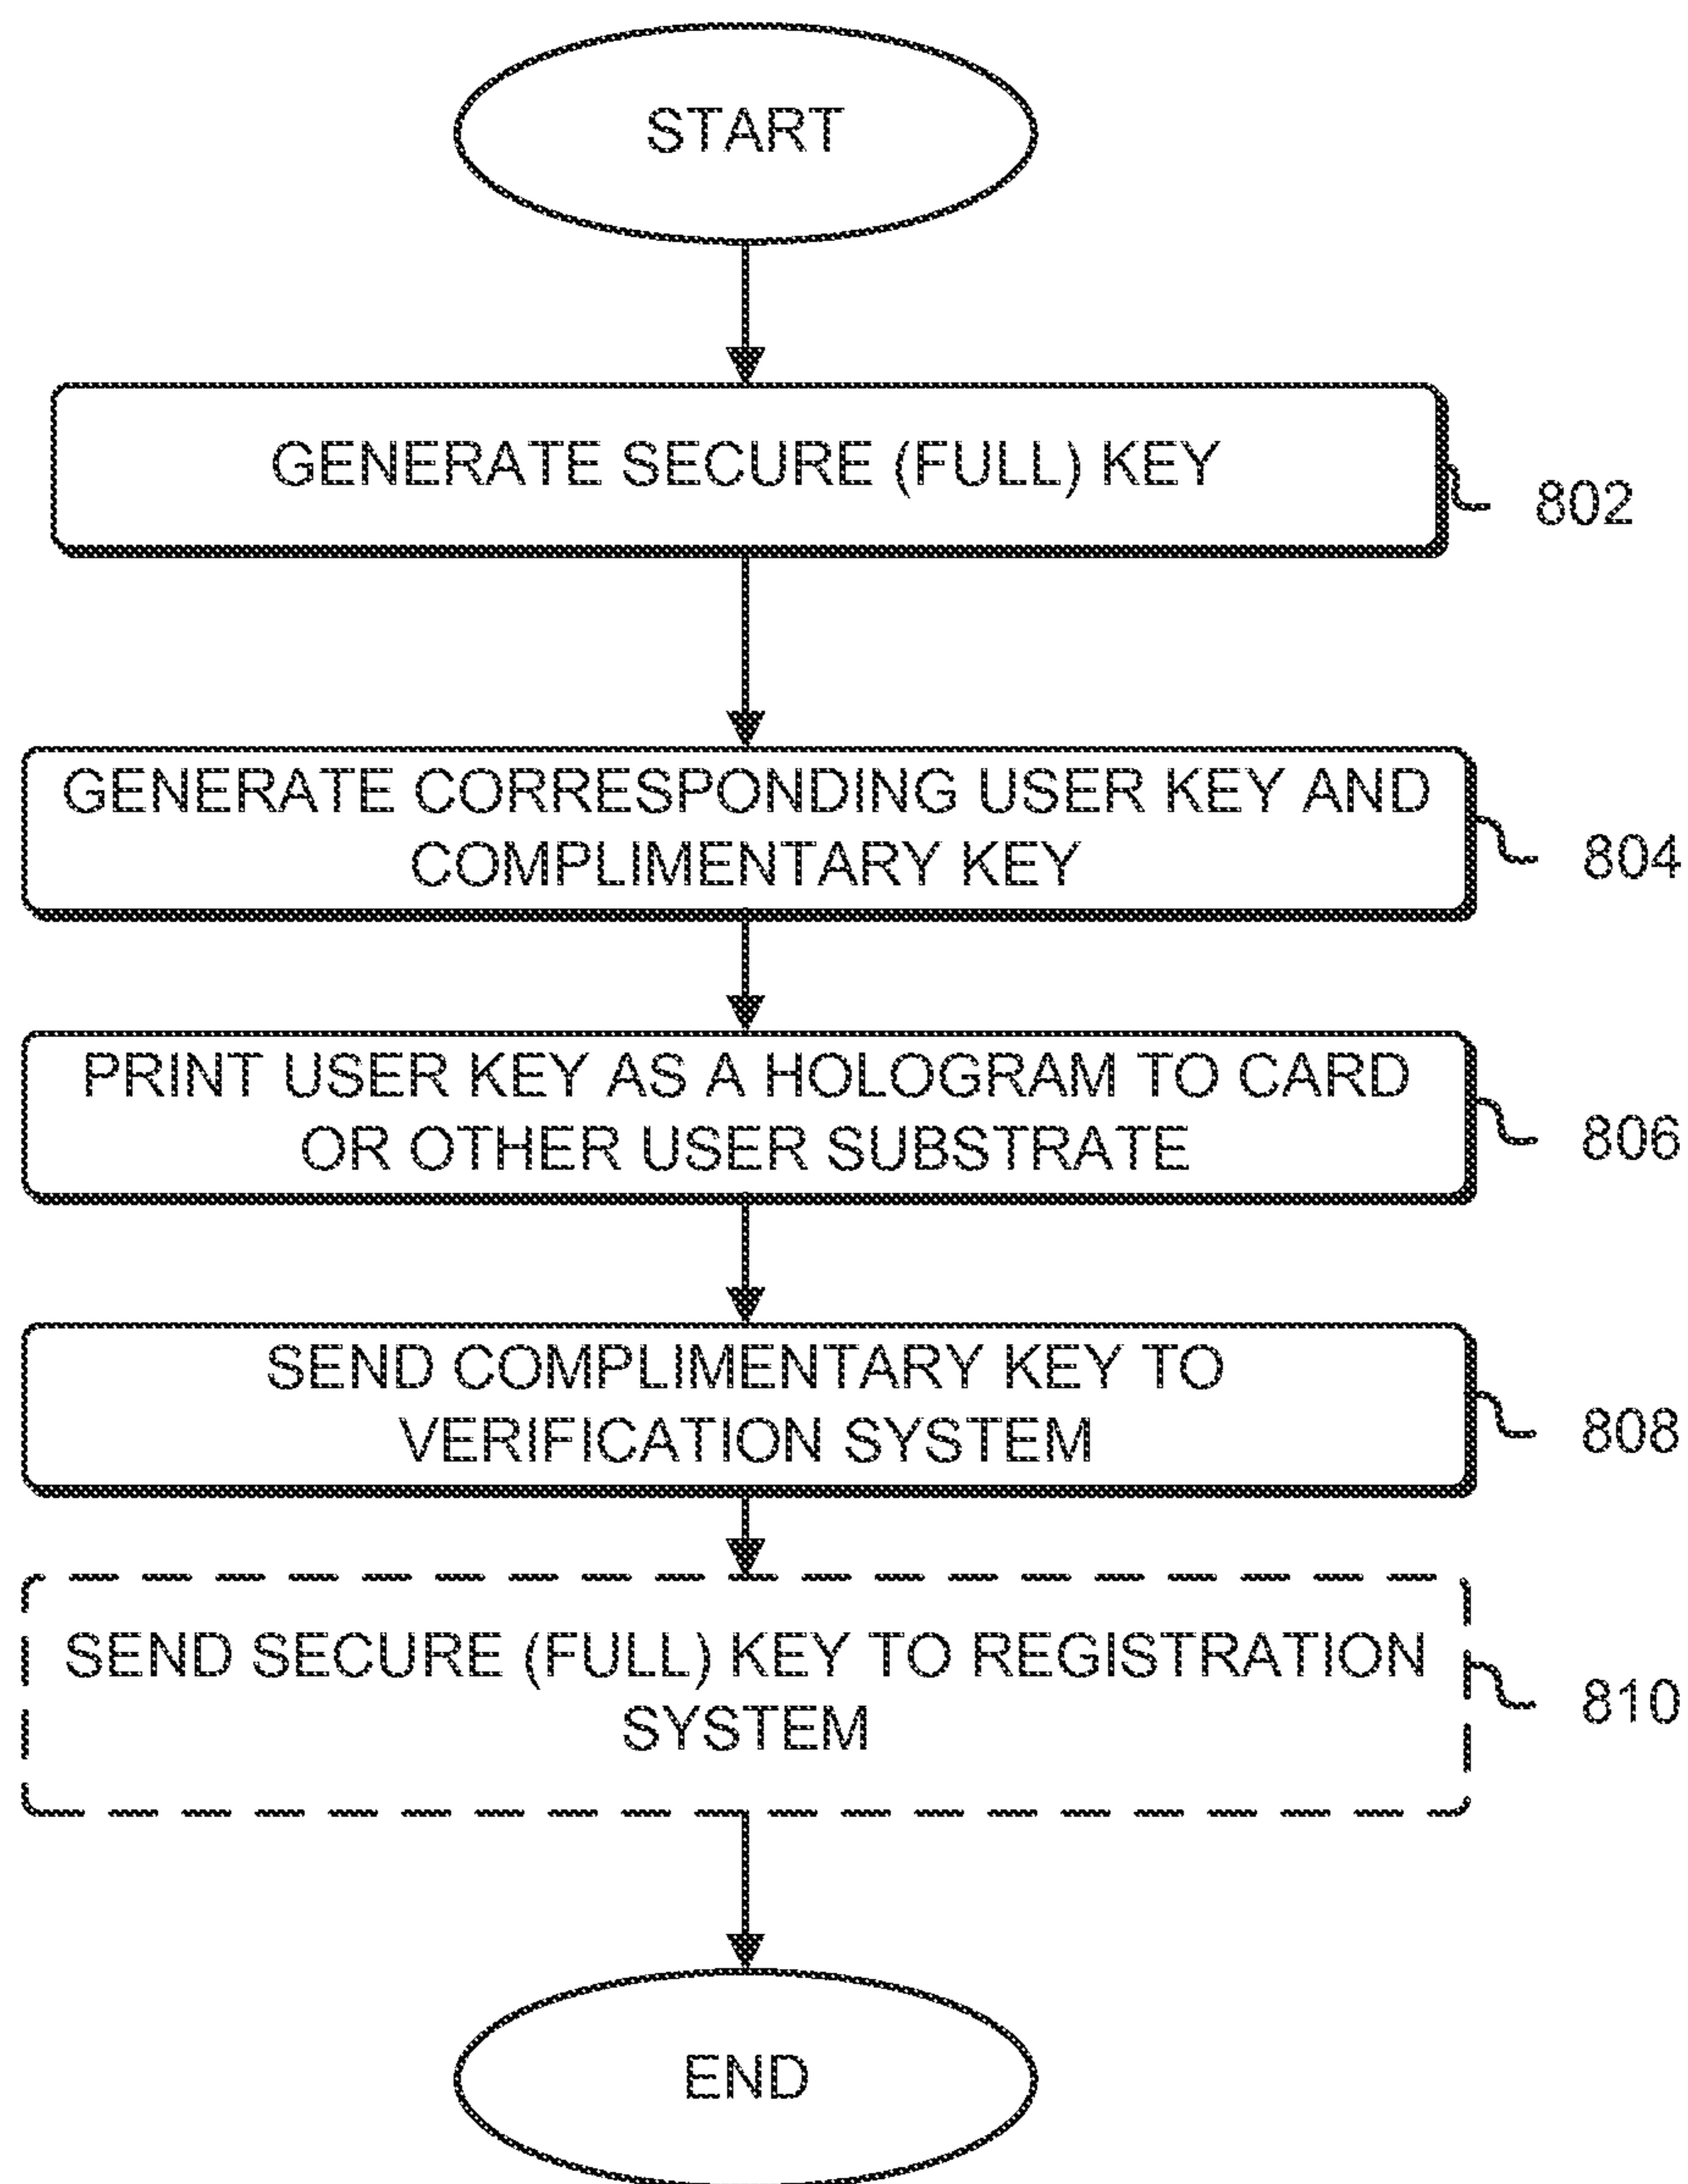 START
GENERATE SECURE (FULL) KEY
802
GENERATE CORRESPONDING USER KEY AND
COMPLIMENTARY KEY
804
PRINT USER KEY AS A HOLOGRAM TO CARD
OR OTHER USER SUBSTRATE
806
SEND COMPLIMENTARY KEY TO
VERIFICATION SYSTEM
808
SEND SECURE (FULL) KEY TO REGISTRATION
SYSTEM
810
END